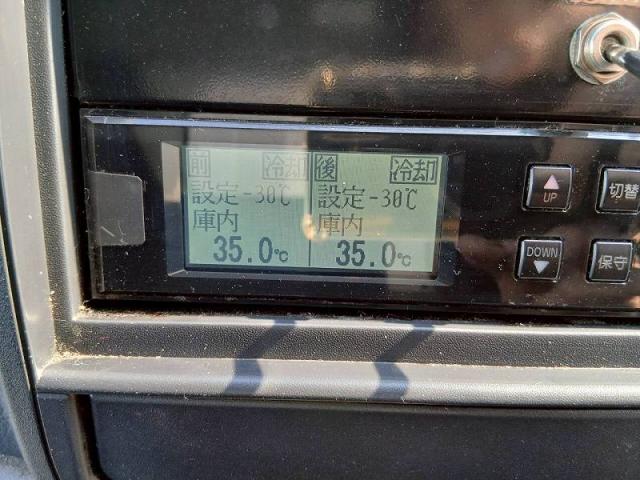 前 冷却 後 冷却
設定-30℃ 設定-30℃
庫内 庫内
35.0℃ 35.0℃
UP
切替
DOWN
保守